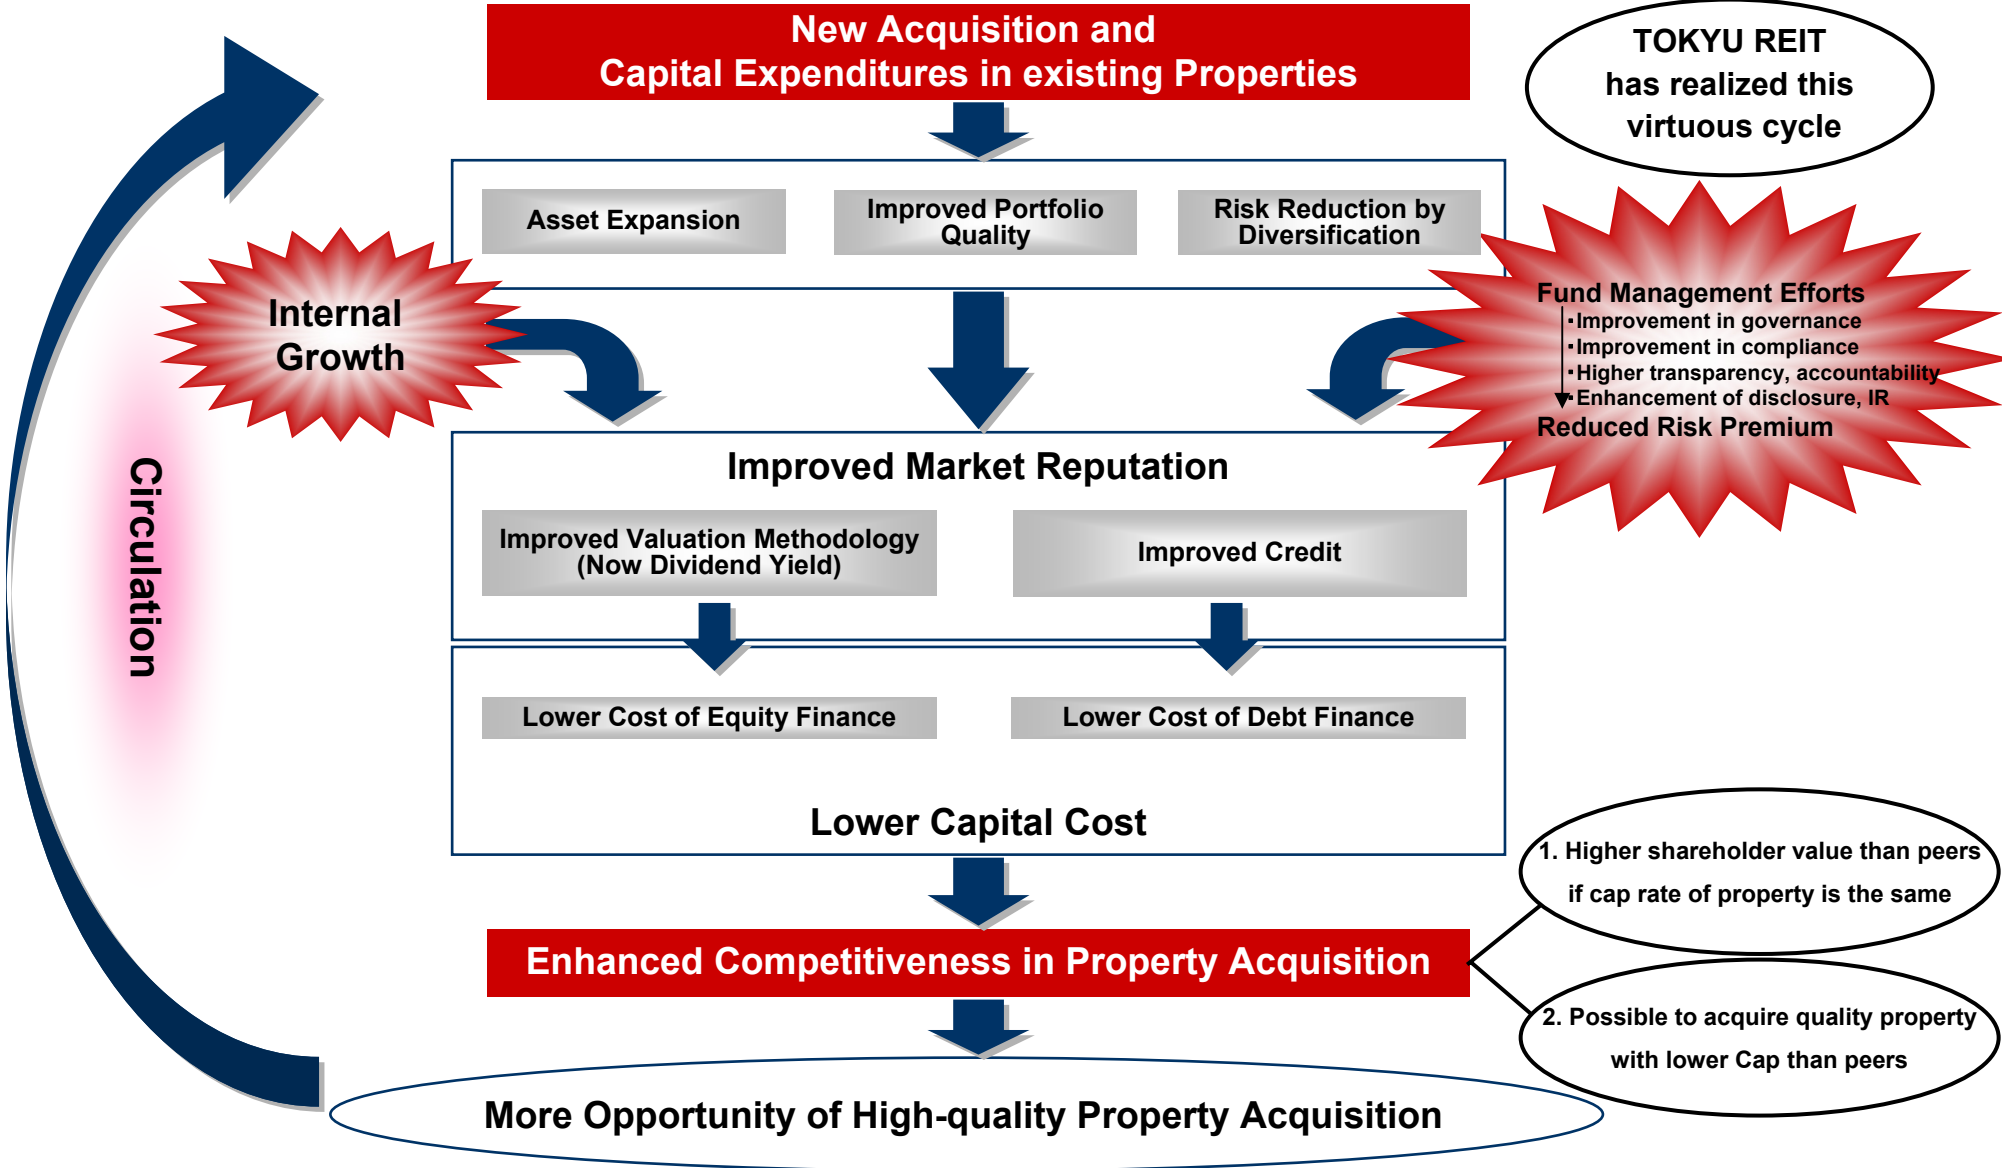 New Acquisition and
Capital Expenditures in existing Properties
TOKYU REIT
has realized this
virtuous cycle
Asset Expansion
Improved Portfolio
Quality
Risk Reduction by
Diversification
Internal
Growth
Fund Management Efforts
・Improvement in governance
・Improvement in compliance
・Higher transparency, accountability
・Enhancement of disclosure, IR
Reduced Risk Premium
Circulation
Improved Market Reputation
Improved Valuation Methodology
(Now Dividend Yield)
Improved Credit
Lower Cost of Equity Finance
Lower Cost of Debt Finance
Lower Capital Cost
1. Higher shareholder value than peers
if cap rate of property is the same
Enhanced Competitiveness in Property Acquisition
2. Possible to acquire quality property
with lower Cap than peers
More Opportunity of High-quality Property Acquisition